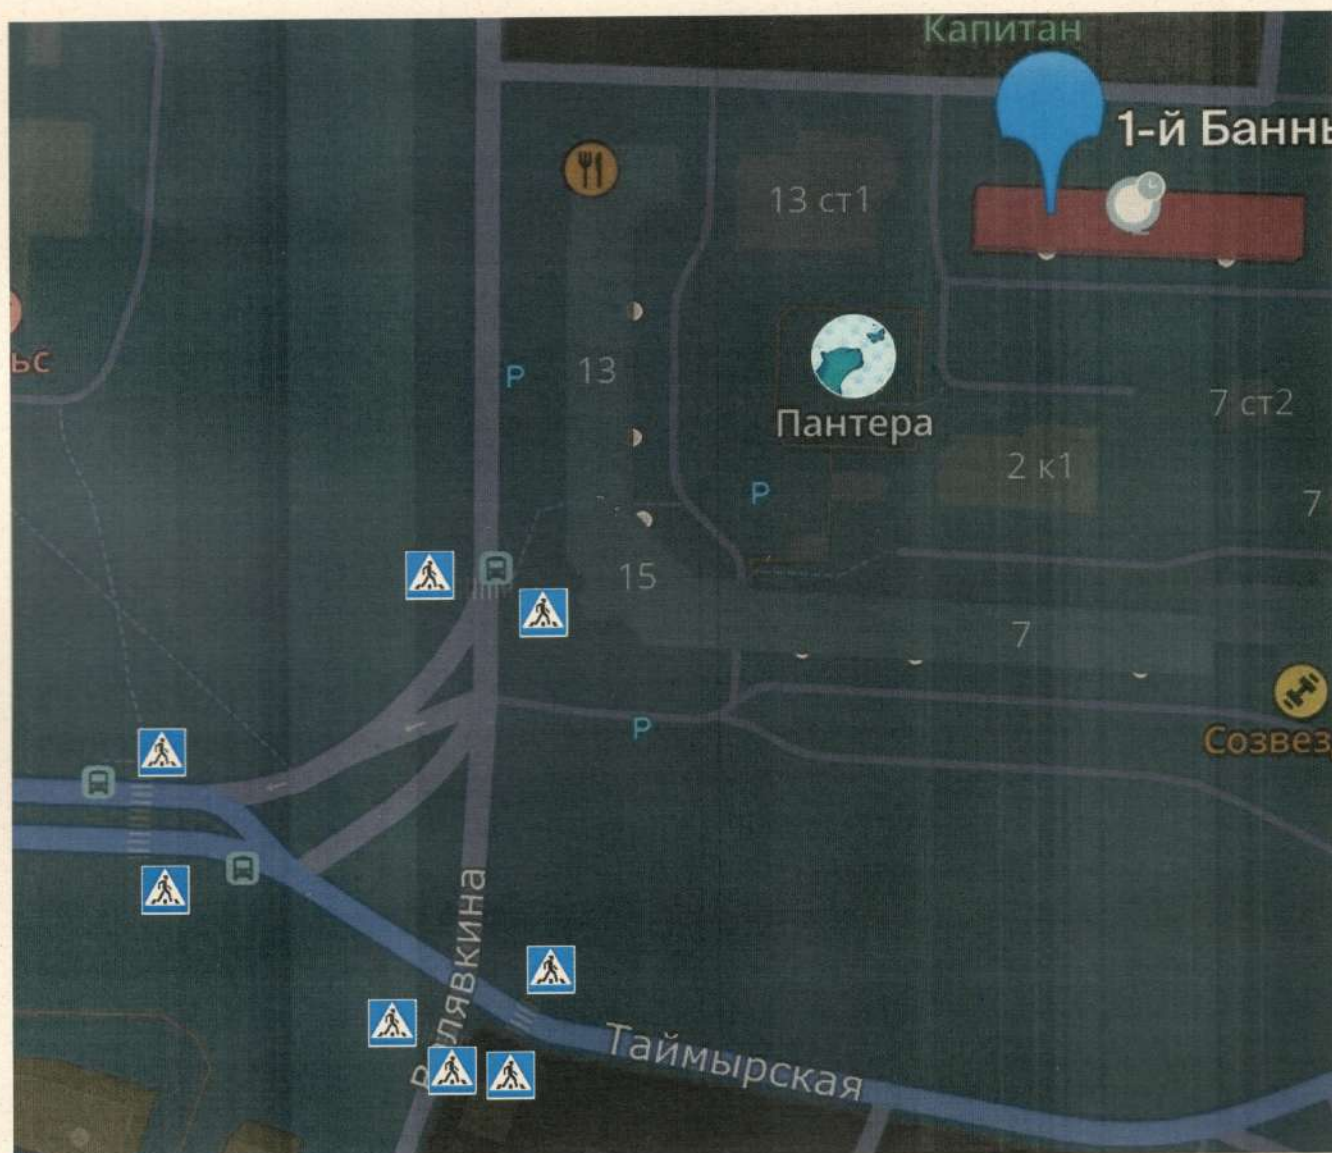 Капитан
1-й Банны
13 ст1
ьс
P
13
7 ст2
Пантера
2 к1
P
7
15
7
P
Созвез
Таймырская